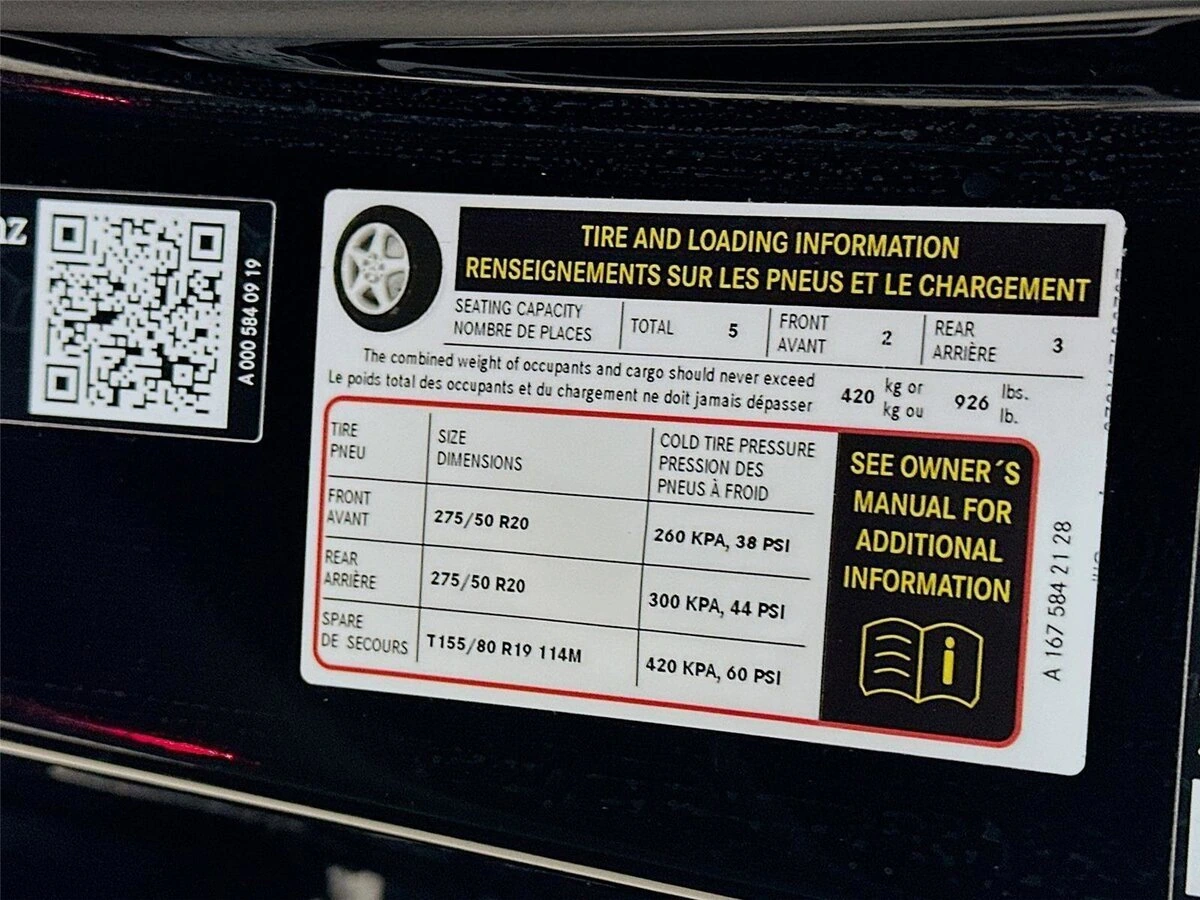 nz
A 000 584 09 19
TIRE AND LOADING INFORMATION
RENSEIGNEMENTS SUR LES PNEUS ET LE CHARGEMENT
SEATING CAPACITY
NOMBRE DE PLACES
TOTAL 5
FRONT
AVANT
2
REAR
ARRIÈRE
3
The combined weight of occupants and cargo should never exceed
Le poids total des occupants et du chargement ne doit jamais dépasser
420
kg or
kg ou
926
lbs.
lb.
TIRE
PNEU
SIZE
DIMENSIONS
COLD TIRE PRESSURE
PRESSION DES
PNEUS À FROID
FRONT
AVANT
275/50 R20
260 KPA, 38 PSI
REAR
ARRIÈRE
275/50 R20
300 KPA, 44 PSI
SPARE
DE SECOURS
T155/80 R19 114M
420 KPA, 60 PSI
SEE OWNER´S
MANUAL FOR
ADDITIONAL
INFORMATION
i
A 167 584 21 28